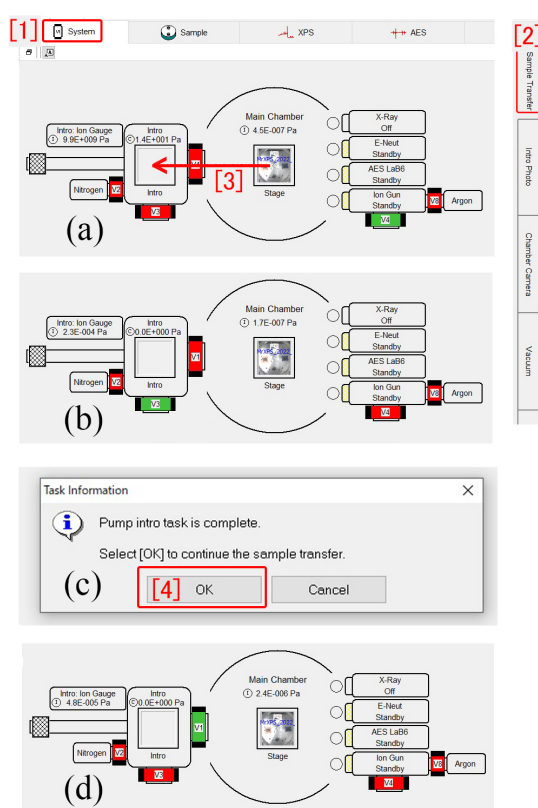 [1] System Sample XPS AES [2]
Sample Transfer
Intro Photo
Chamber Camera
Vacuum
Intro: Ion Gauge
Ⓘ 9.9E+009 Pa
Intro
Ⓒ1.4E+001 Pa
Nitrogen V2
V3
Intro
[3]
Main Chamber
Ⓘ 4.5E-007 Pa
MrXPS_2022
Stage
X-Ray
Off
E-Neut
Standby
AES LaB6
Standby
Ion Gun
Standby
V8 Argon
V4
(a)
Intro: Ion Gauge
Ⓘ 2.3E-004 Pa
Intro
Ⓒ0.0E+000 Pa
V1
Nitrogen V2
Intro
V3
Main Chamber
Ⓘ 1.7E-007 Pa
MrXPS_2022
Stage
X-Ray
Off
E-Neut
Standby
AES LaB6
Standby
Ion Gun
Standby
V8 Argon
V4
(b)
Task Information
Pump intro task is complete.
Select [OK] to continue the sample transfer.
(c) [4] OK Cancel
Intro: Ion Gauge
Ⓘ 4.8E-005 Pa
Intro
Ⓒ0.0E+000 Pa
V1
Nitrogen V2
Intro
V3
Main Chamber
Ⓘ 2.4E-006 Pa
MrXPS_2022
Stage
X-Ray
Off
E-Neut
Standby
AES LaB6
Standby
Ion Gun
Standby
V8 Argon
V4
(d)